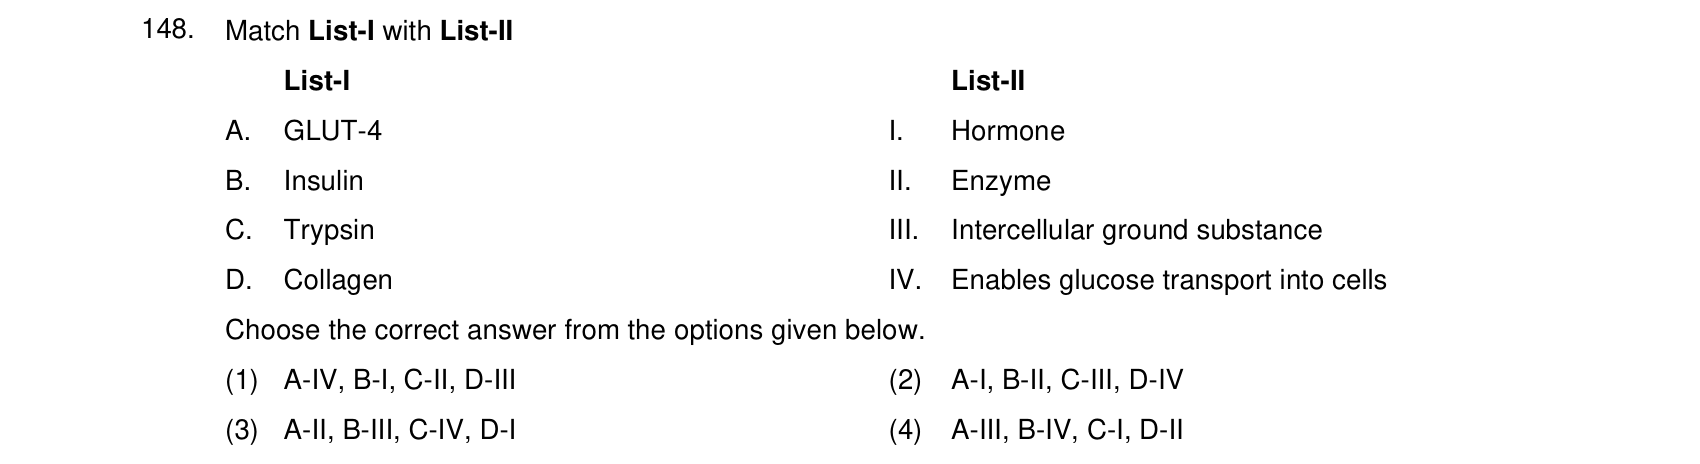 148. Match List-I with List-II
List-I List-II
A. GLUT-4 I. Hormone
B. Insulin II. Enzyme
C. Trypsin III. Intercellular ground substance
D. Collagen IV. Enables glucose transport into cells
Choose the correct answer from the options given below.
(1) A-IV, B-I, C-II, D-III (2) A-I, B-II, C-III, D-IV
(3) A-II, B-III, C-IV, D-I (4) A-III, B-IV, C-I, D-II